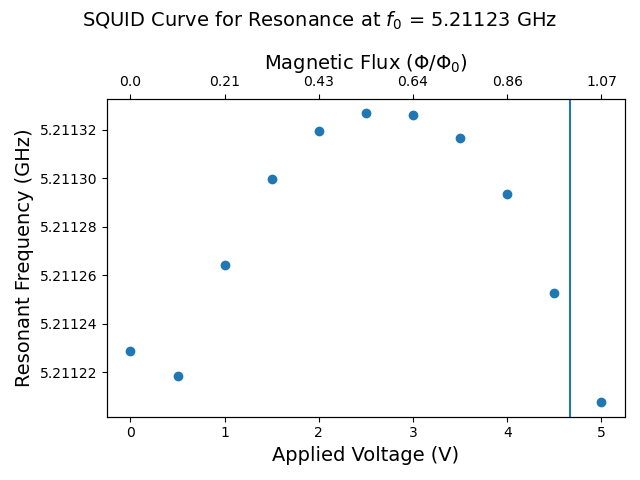 SQUID Curve for Resonance at f₀ = 5.21123 GHz
Magnetic Flux (Φ/Φ₀)
0.0 0.21 0.43 0.64 0.86 1.07
Resonant Frequency (GHz)
5.21132
5.21130
5.21128
5.21126
5.21124
5.21122
0 1 2 3 4 5
Applied Voltage (V)